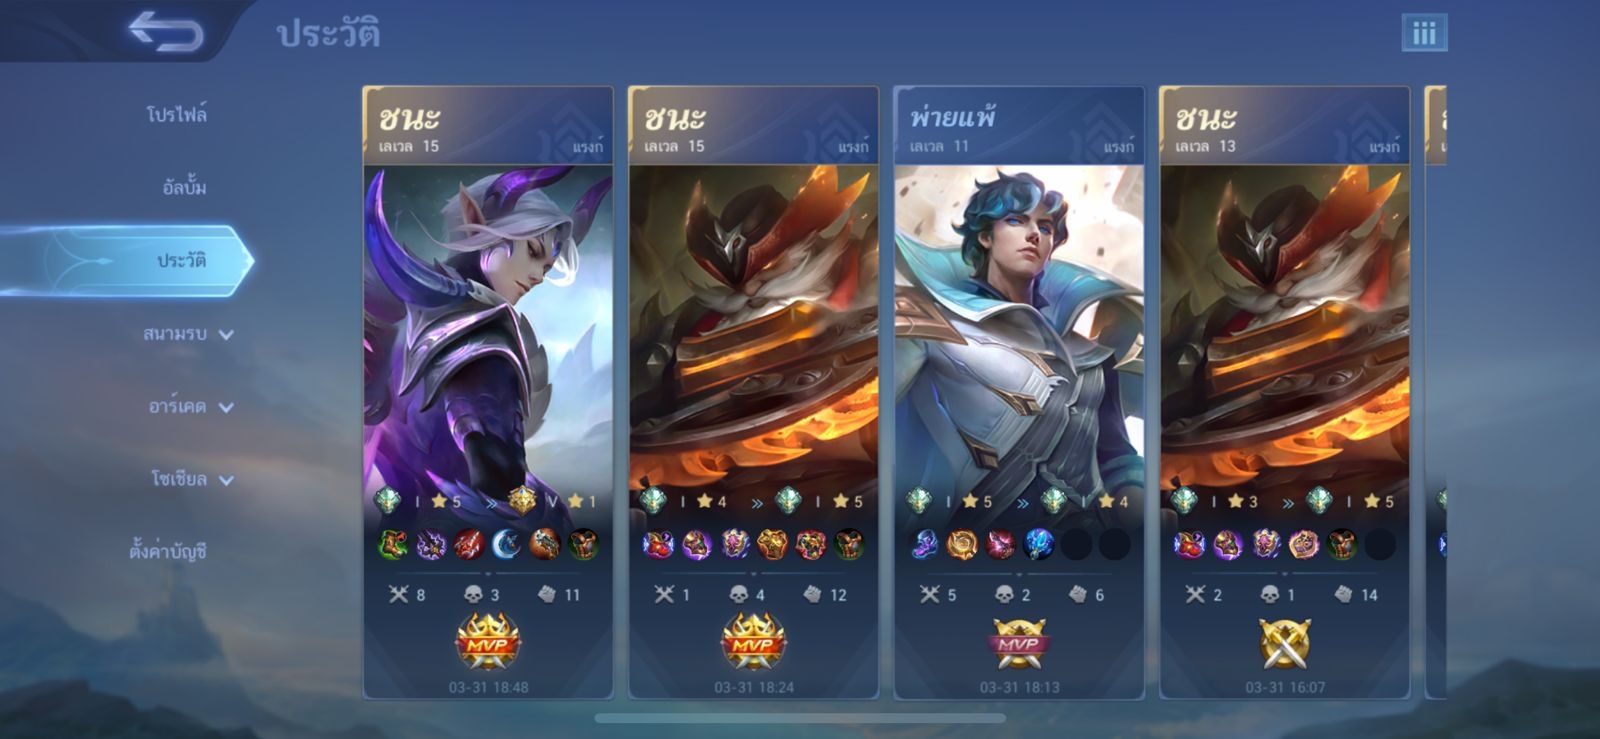 ประวัติ
โปรไฟล์
อัลบั้ม
ประวัติ
สนามรบ
อาร์เคด
โซเชียล
ตั้งค่าบัญชี
ชนะ
เลเวล 15 แรงก์
I 5 » V 1
8 3 11
MVP
03-31 18:48
ชนะ
เลเวล 15 แรงก์
I 4 » I 5
1 4 12
MVP
03-31 18:24
พ่ายแพ้
เลเวล 11 แรงก์
I 5 » I 4
5 2 6
MVP
03-31 18:13
ชนะ
เลเวล 13 แรงก์
I 3 » I 5
2 1 14
03-31 16:07